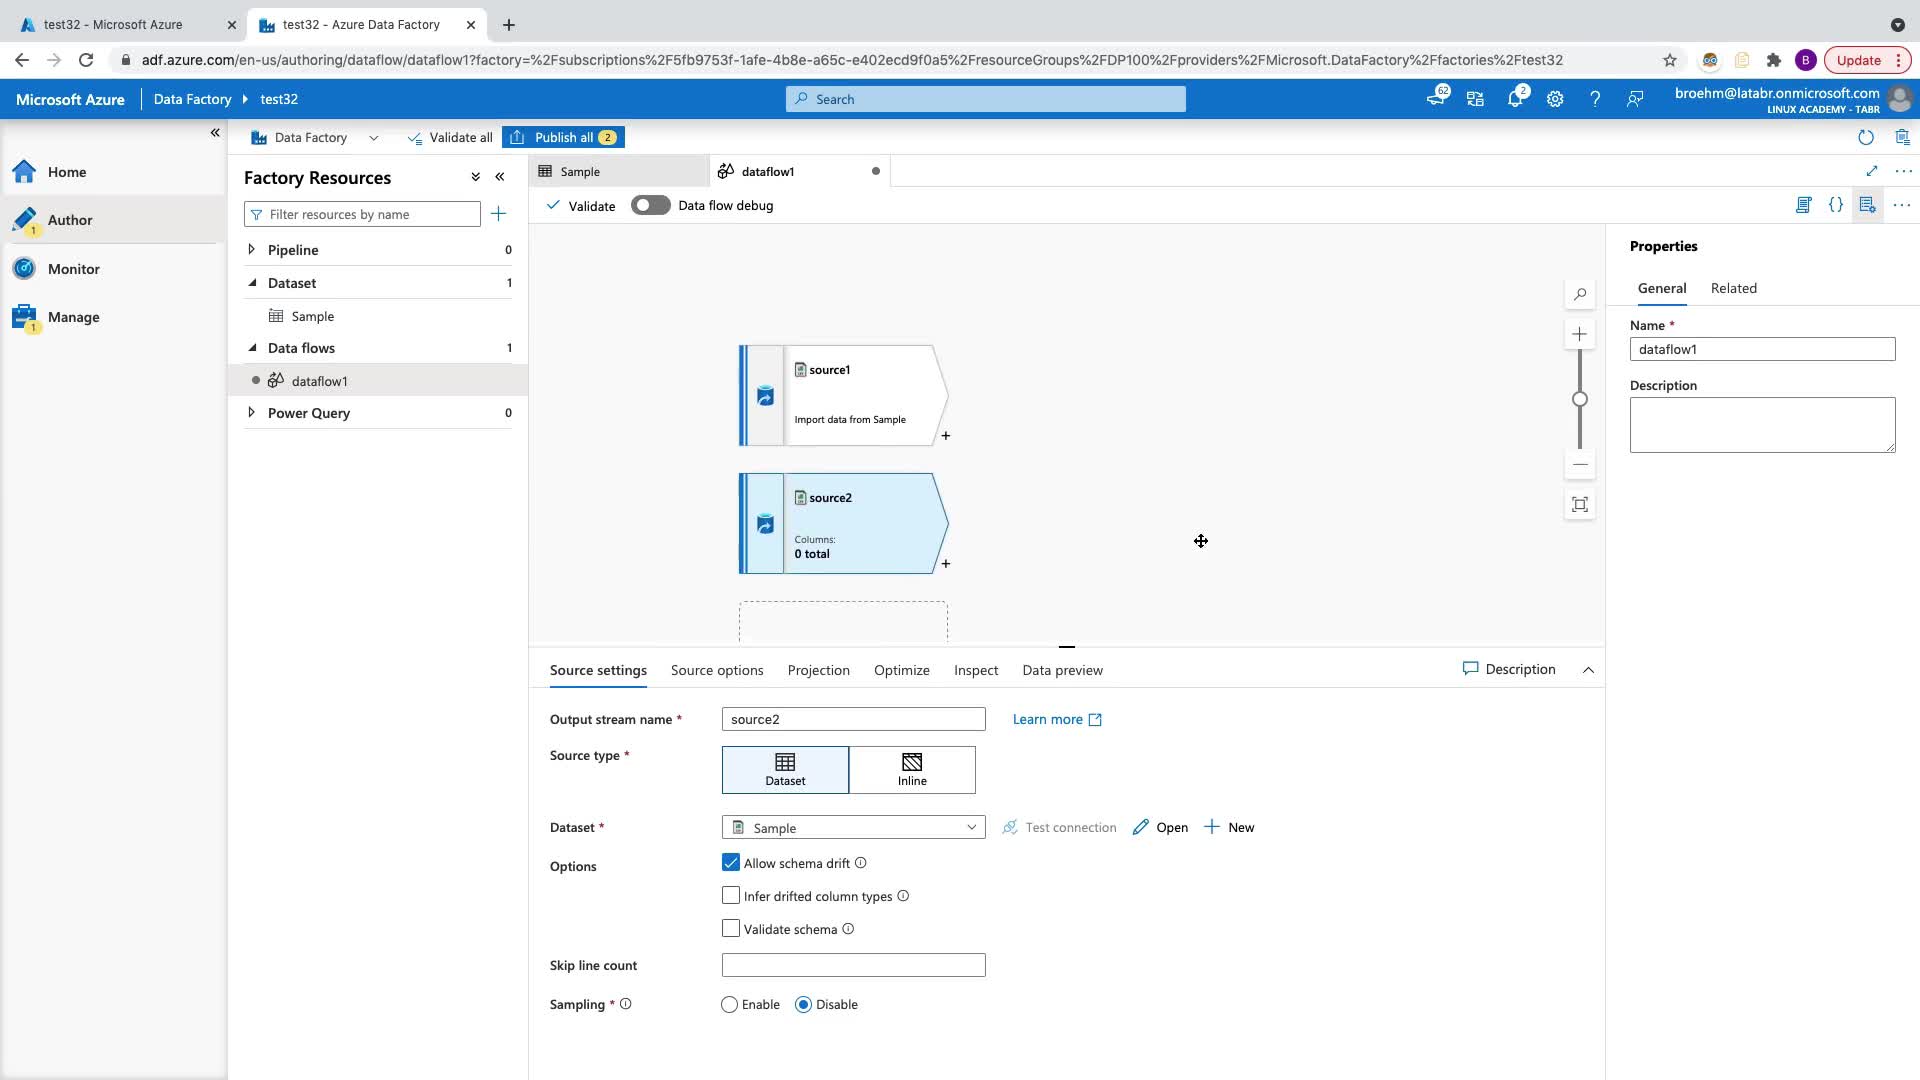 test32 - Microsoft Azure
test32 - Azure Data Factory
adf.azure.com/en-us/authoring/dataflow/dataflow1?factory=%2Fsubscriptions%2F5fb9753f-1afe-4b8e-a65c-e402ecd9f0a5%2FresourceGroups%2FDP100%2Fproviders%2FMicrosoft.DataFactory%2Ffactories%2Ftest32
B
Update
Microsoft Azure
Data Factory
test32
Search
62
2
broehm@latabr.onmicrosoft.com
LINUX ACADEMY - TABR
Home
Author
1
Monitor
Manage
1
Data Factory
Validate all
Publish all 2
Factory Resources
Filter resources by name
Pipeline 0
Dataset 1
Sample
Data flows 1
dataflow1
Power Query 0
Sample
dataflow1
Validate
Data flow debug
source1
Import data from Sample
source2
Columns:
0 total
Properties
General
Related
Name *
dataflow1
Description
Source settings
Source options
Projection
Optimize
Inspect
Data preview
Description
Output stream name *
source2
Learn more
Source type *
Dataset
Inline
Dataset *
Sample
Test connection
Open
New
Options
Allow schema drift
Infer drifted column types
Validate schema
Skip line count
Sampling *
Enable
Disable